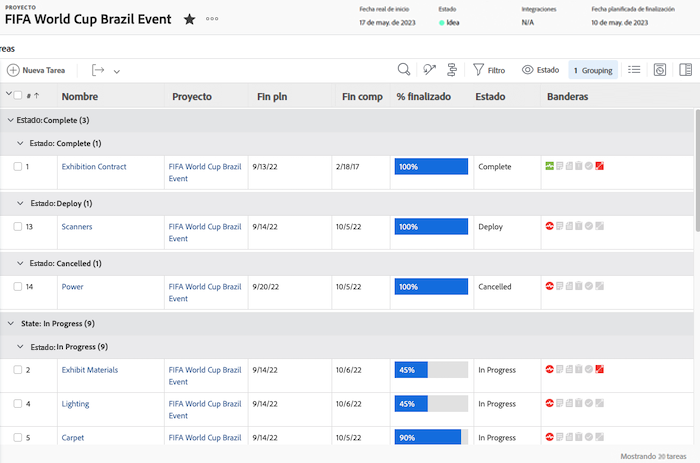 PROYECTO
FIFA World Cup Brazil Event
Fecha real de inicio
17 de may. de 2023
Estado
Idea
Integraciones
N/A
Fecha planificada de finalización
10 de may. de 2023
reas
Nueva Tarea
Filtro
Estado
1 Grouping
# ↑ Nombre Proyecto Fin pln Fin comp % finalizado Estado Banderas
Estado: Complete (3)
Estado: Complete (1)
1 Exhibition Contract FIFA World Cup Brazil 9/13/22 2/18/17 100% Complete
Event
Estado: Deploy (1)
13 Scanners FIFA World Cup Brazil 9/14/22 10/5/22 100% Deploy
Event
Estado: Cancelled (1)
14 Power FIFA World Cup Brazil 9/20/22 10/5/22 100% Cancelled
Event
State: In Progress (9)
Estado: In Progress (9)
2 Exhibit Materials FIFA World Cup Brazil 9/14/22 10/6/22 45% In Progress
Event
4 Lighting FIFA World Cup Brazil 9/14/22 10/6/22 45% In Progress
Event
5 Carpet FIFA World Cup Brazil 9/14/22 10/5/22 90% In Progress
Mostrando 20 tareas